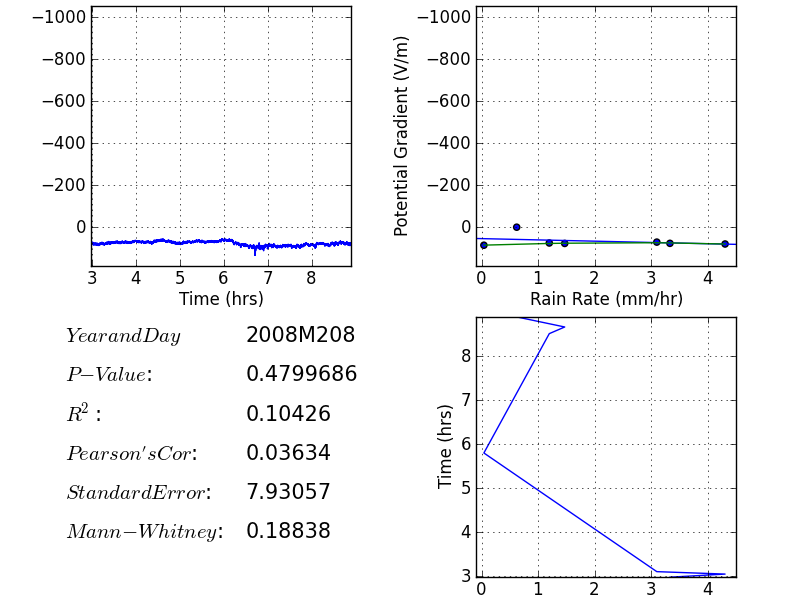 −1000
−800
−600
−400
−200
0
3 4 5 6 7 8
Time (hrs)
Potential Gradient (V/m)
−1000
−800
−600
−400
−200
0
0 1 2 3 4
Rain Rate (mm/hr)
YearandDay 2008M208
P−Value: 0.4799686
R²: 0.10426
Pearson'sCor: 0.03634
StandardError: 7.93057
Mann−Whitney: 0.18838
Time (hrs)
8
7
6
5
4
3
0 1 2 3 4